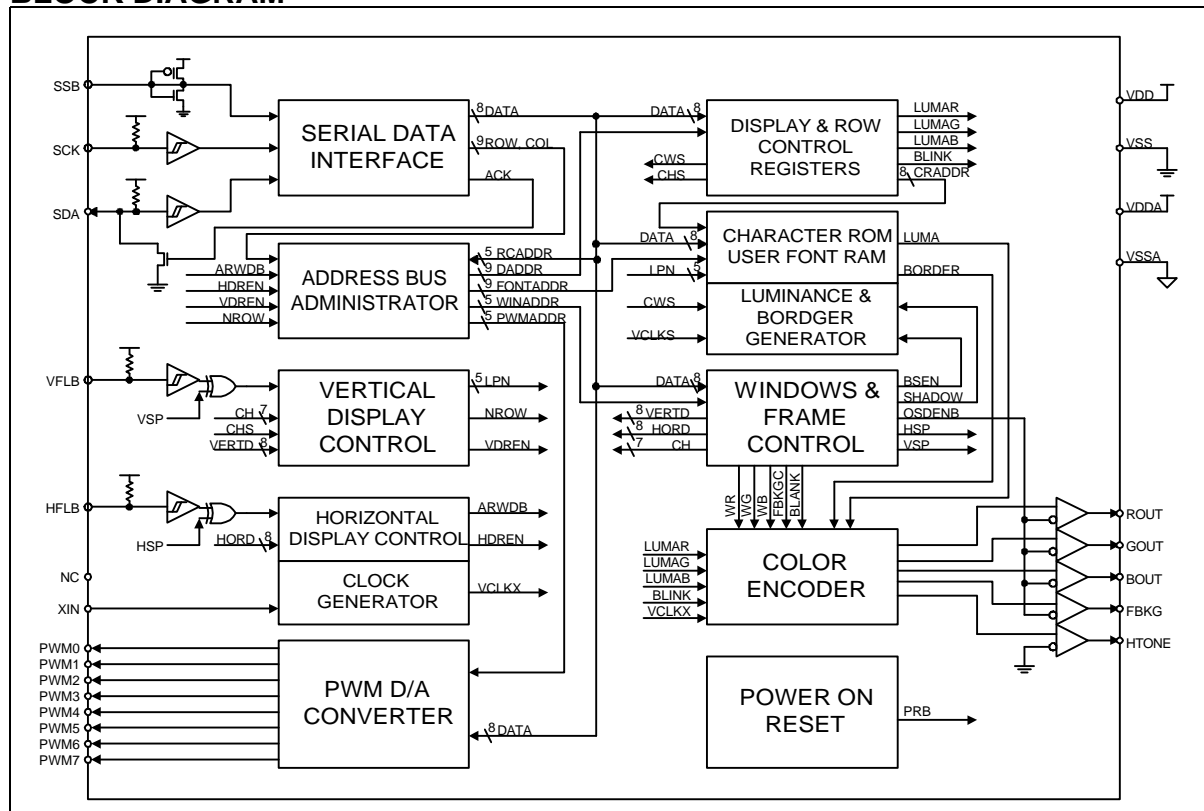 BLOCK DIAGRAM
SSB
SCK
SDA
SERIAL DATA
INTERFACE
8 DATA
9 ROW, COL
ACK
DATA 8
DISPLAY & ROW
CONTROL
REGISTERS
CWS
CHS
LUMAR
LUMAG
LUMAB
BLINK
8 CRADDR
VDD
VSS
VDDA
VSSA
ARWDB
HDREN
VDREN
NROW
ADDRESS BUS
ADMINISTRATOR
5 RCADDR
9 DADDR
9 FONTADDR
5 WINADDR
5 PWMADDR
DATA 8
LPN 5
CWS
VCLKS
CHARACTER ROM
USER FONT RAM
LUMINANCE &
BORDGER
GENERATOR
LUMA
BORDER
VFLB
VSP
CH 7
CHS
VERTD 8
VERTICAL
DISPLAY
CONTROL
5 LPN
NROW
VDREN
DATA 8
8 VERTD
8 HORD
7 CH
WINDOWS &
FRAME
CONTROL
BSEN
SHADOW
OSDENB
HSP
VSP
WR
WG
WB
FBKGC
BLANK
HFLB
HSP
HORD 8
HORIZONTAL
DISPLAY CONTROL
ARWDB
HDREN
NC
XIN
CLOCK
GENERATOR
VCLKX
LUMAR
LUMAG
LUMAB
BLINK
VCLKX
COLOR
ENCODER
ROUT
GOUT
BOUT
FBKG
HTONE
PWM0
PWM1
PWM2
PWM3
PWM4
PWM5
PWM6
PWM7
PWM D/A
CONVERTER
8 DATA
POWER ON
RESET
PRB